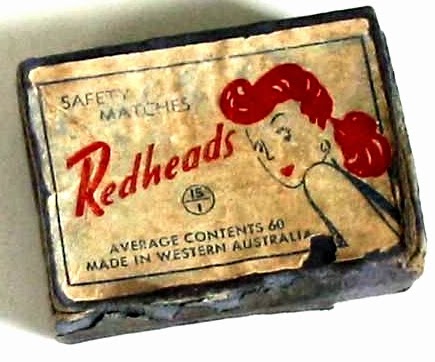 SAFETY
MATCHES
Redheads
15
1
AVERAGE CONTENTS 60
MADE IN WESTERN AUSTRALIA